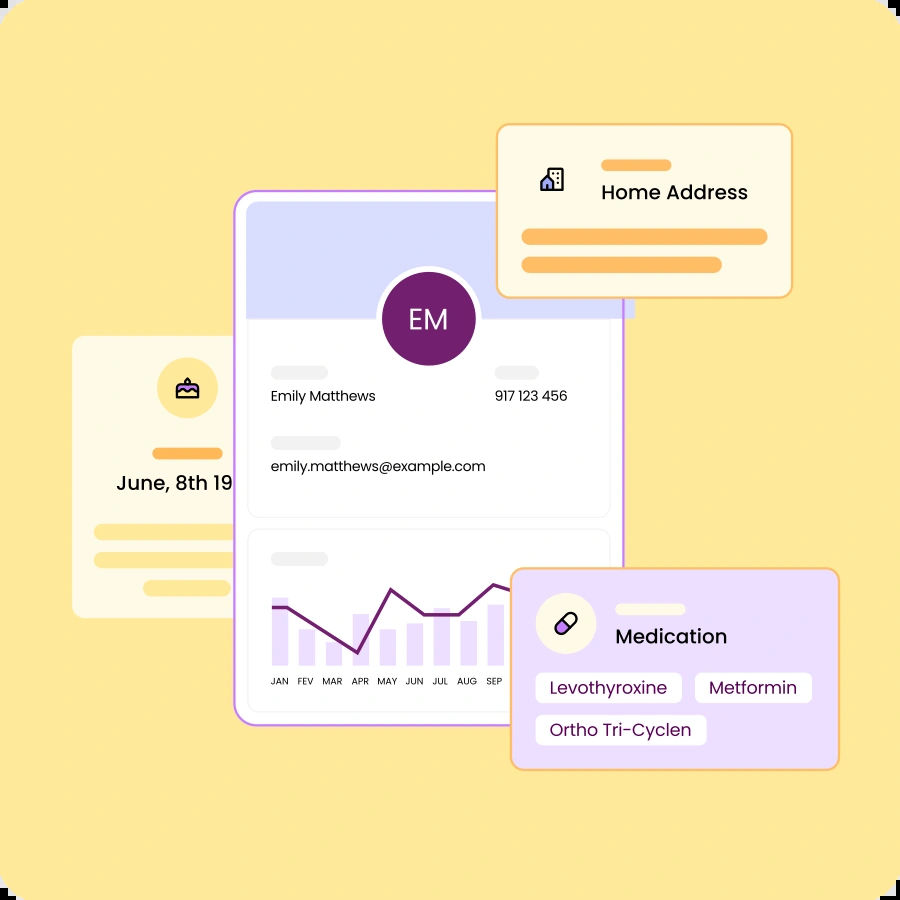 Home Address
EM
Emily Matthews
917 123 456
emily.matthews@example.com
June, 8th 19
JAN FEV MAR APR MAY JUN JUL AUG SEP
Medication
Levothyroxine
Metformin
Ortho Tri-Cyclen